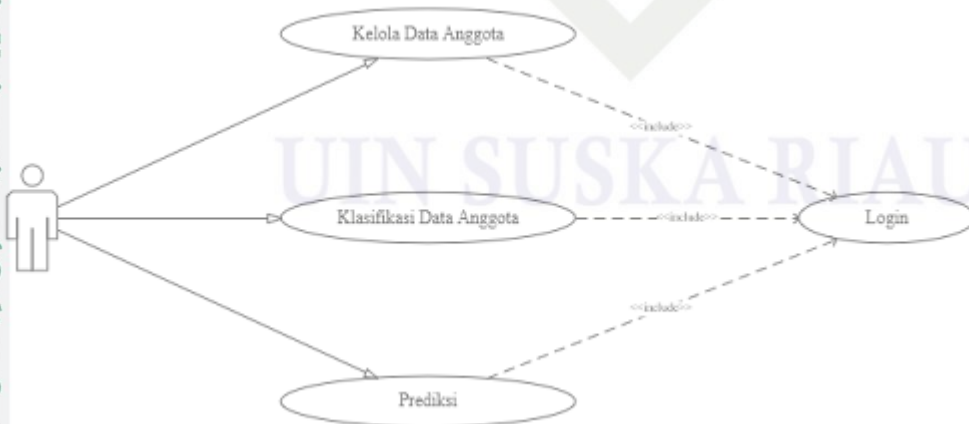 Kelola Data Anggota
<<include>>
UIN SUSKA RIAU
Klasifikasi Data Anggota
<<include>>
Login
<<include>>
Prediksi